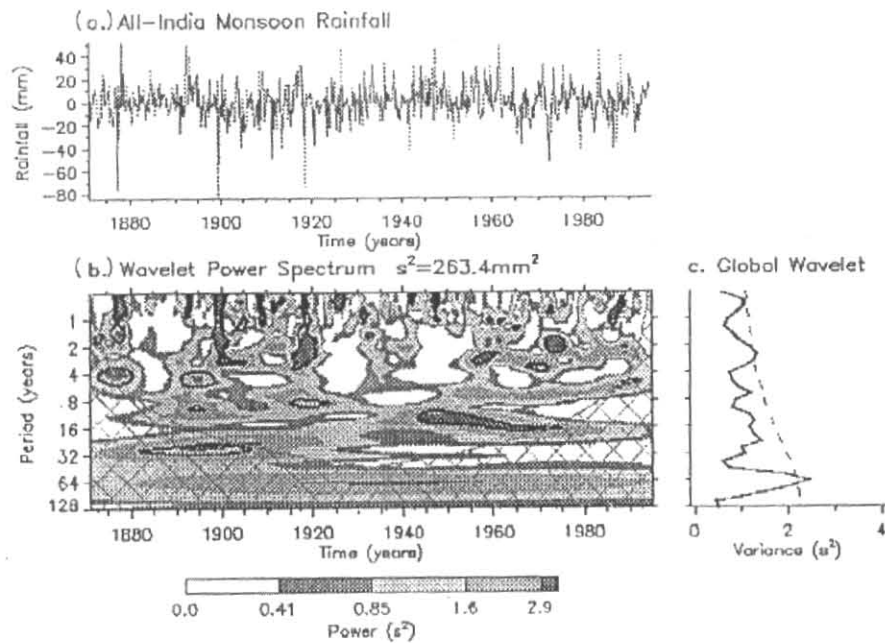 (a.) All-India Monsoon Rainfall
40
20
0
-20
-40
-60
-80
Rainfall (mm)
1880 1900 1920 1940 1960 1980
Time (years)
(b.) Wavelet Power Spectrum s²=263.4mm²
c. Global Wavelet
1
2
4
8
16
32
64
128
Period (years)
1880 1900 1920 1940 1960 1980
Time (years)
0 2 4
Variance (s²)
0.0 0.41 0.85 1.6 2.9
Power (s²)